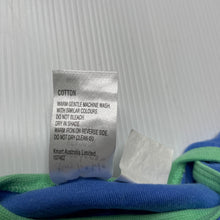 COTTON
WARM GENTLE MACHINE WASH.
WITH SIMILAR COLOURS.
DO NOT BLEACH.
DRY IN SHADE
WARM IRON ON REVERSE SIDE.
DO NOT DRY CLEAN
Kmart Australia Limited